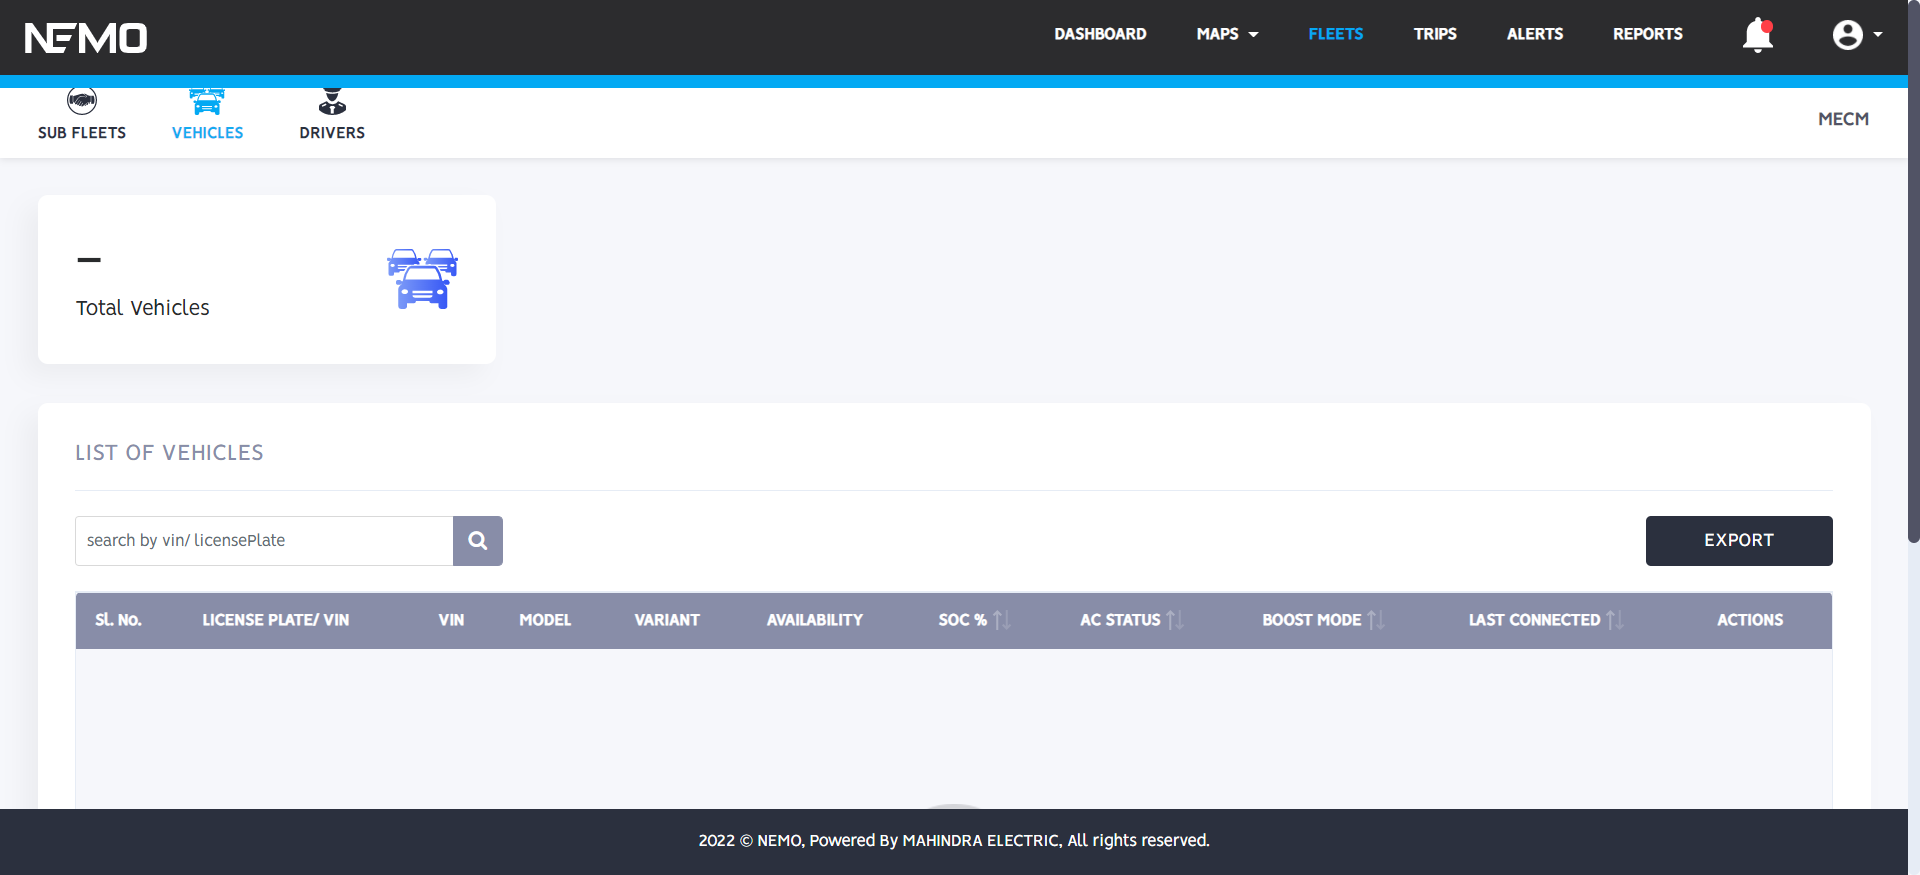 NEMO
DASHBOARD MAPS FLEETS TRIPS ALERTS REPORTS
SUB FLEETS VEHICLES DRIVERS
MECM
–
Total Vehicles
LIST OF VEHICLES
search by vin/ licensePlate
EXPORT
Sl. No. LICENSE PLATE/ VIN VIN MODEL VARIANT AVAILABILITY SOC % AC STATUS BOOST MODE LAST CONNECTED ACTIONS
2022 © NEMO, Powered By MAHINDRA ELECTRIC, All rights reserved.